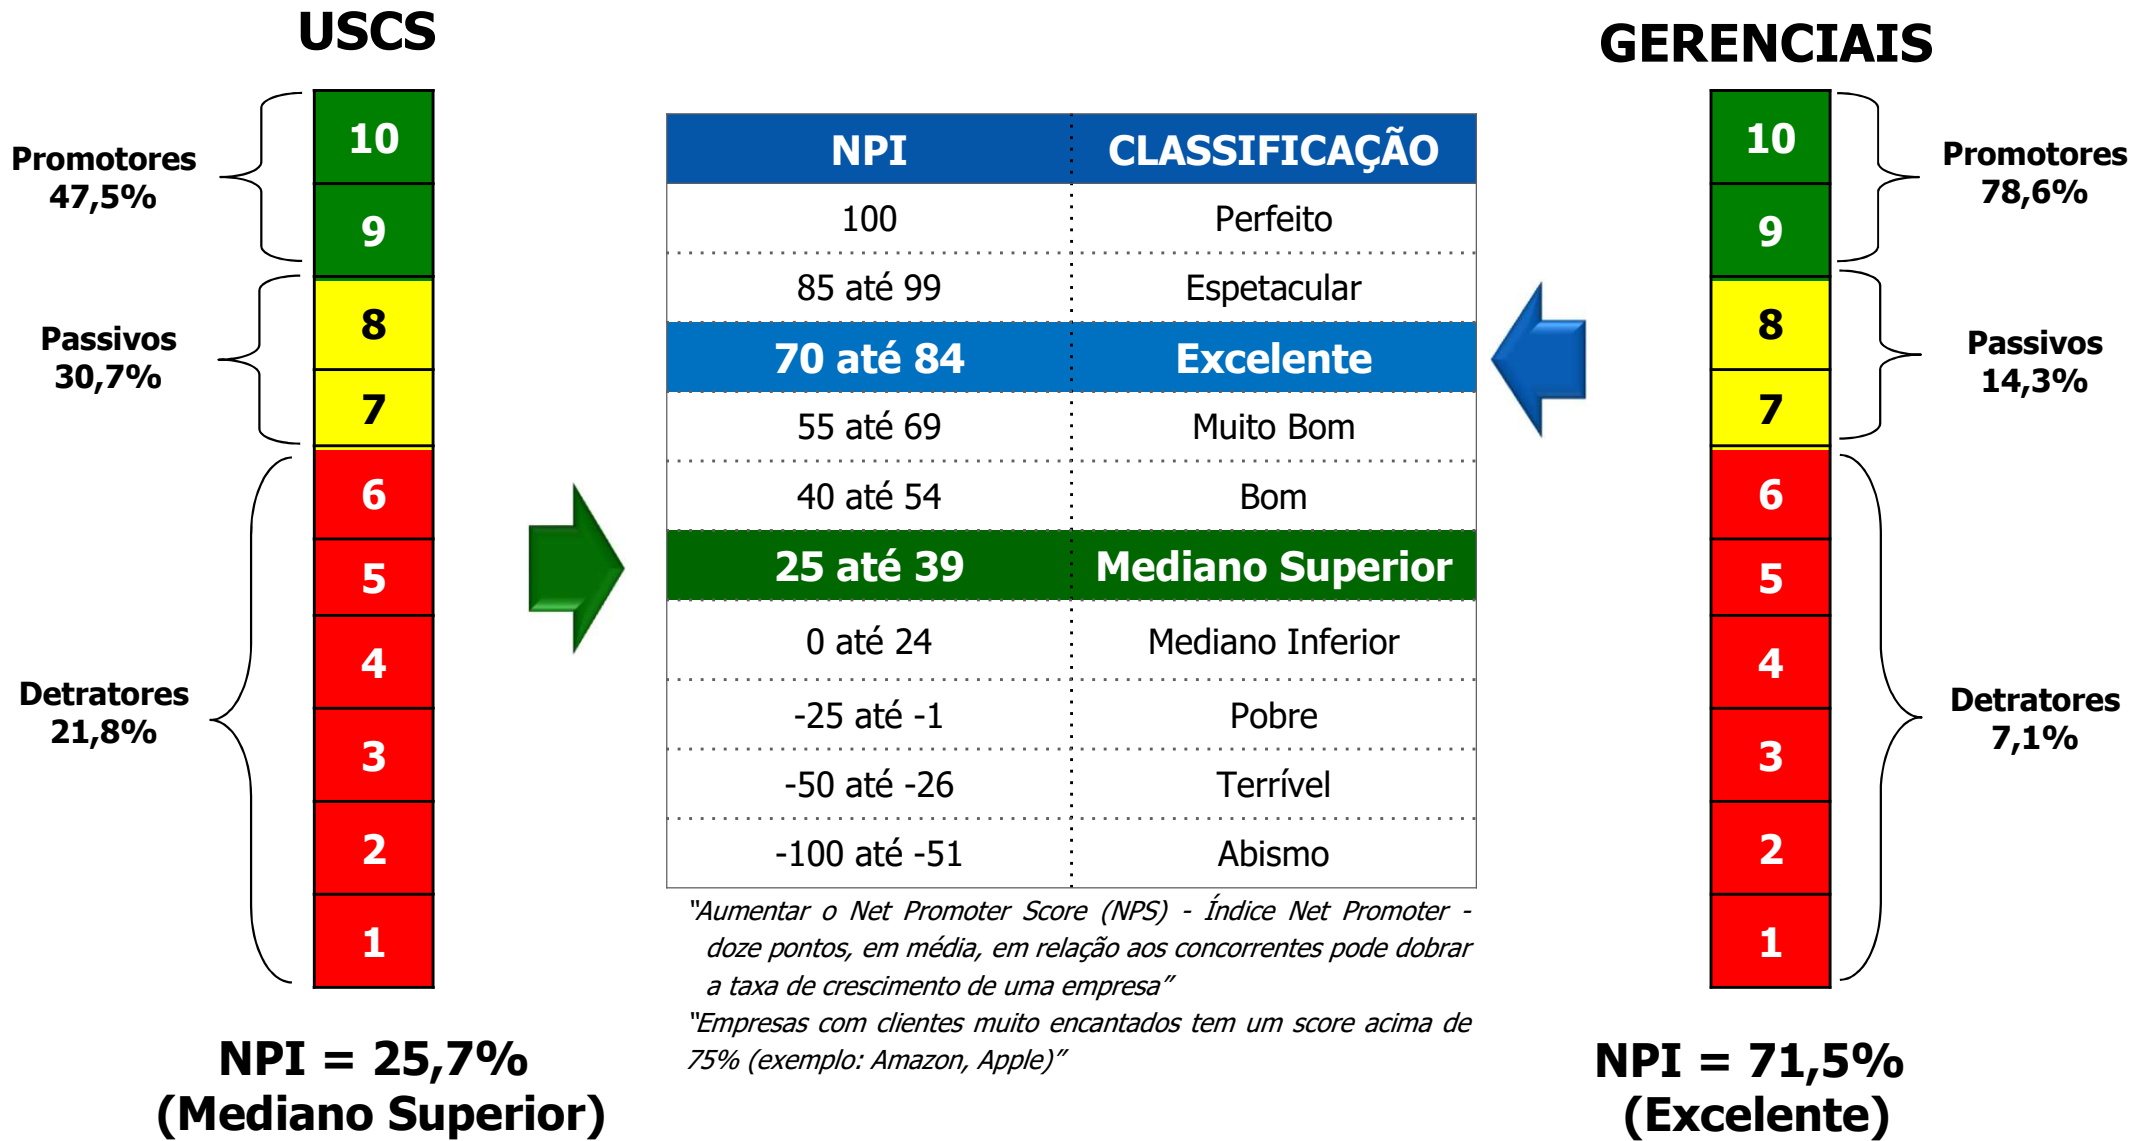 USCS
10
9
8
7
6
5
4
3
2
1
Promotores
47,5%
Passivos
30,7%
Detratores
21,8%
NPI = 25,7%
(Mediano Superior)
NPI CLASSIFICAÇÃO
100 Perfeito
85 até 99 Espetacular
70 até 84 Excelente
55 até 69 Muito Bom
40 até 54 Bom
25 até 39 Mediano Superior
0 até 24 Mediano Inferior
-25 até -1 Pobre
-50 até -26 Terrível
-100 até -51 Abismo
“Aumentar o Net Promoter Score (NPS) - Índice Net Promoter -
doze pontos, em média, em relação aos concorrentes pode dobrar
a taxa de crescimento de uma empresa”
“Empresas com clientes muito encantados tem um score acima de
75% (exemplo: Amazon, Apple)”
GERENCIAIS
10
9
8
7
6
5
4
3
2
1
Promotores
78,6%
Passivos
14,3%
Detratores
7,1%
NPI = 71,5%
(Excelente)